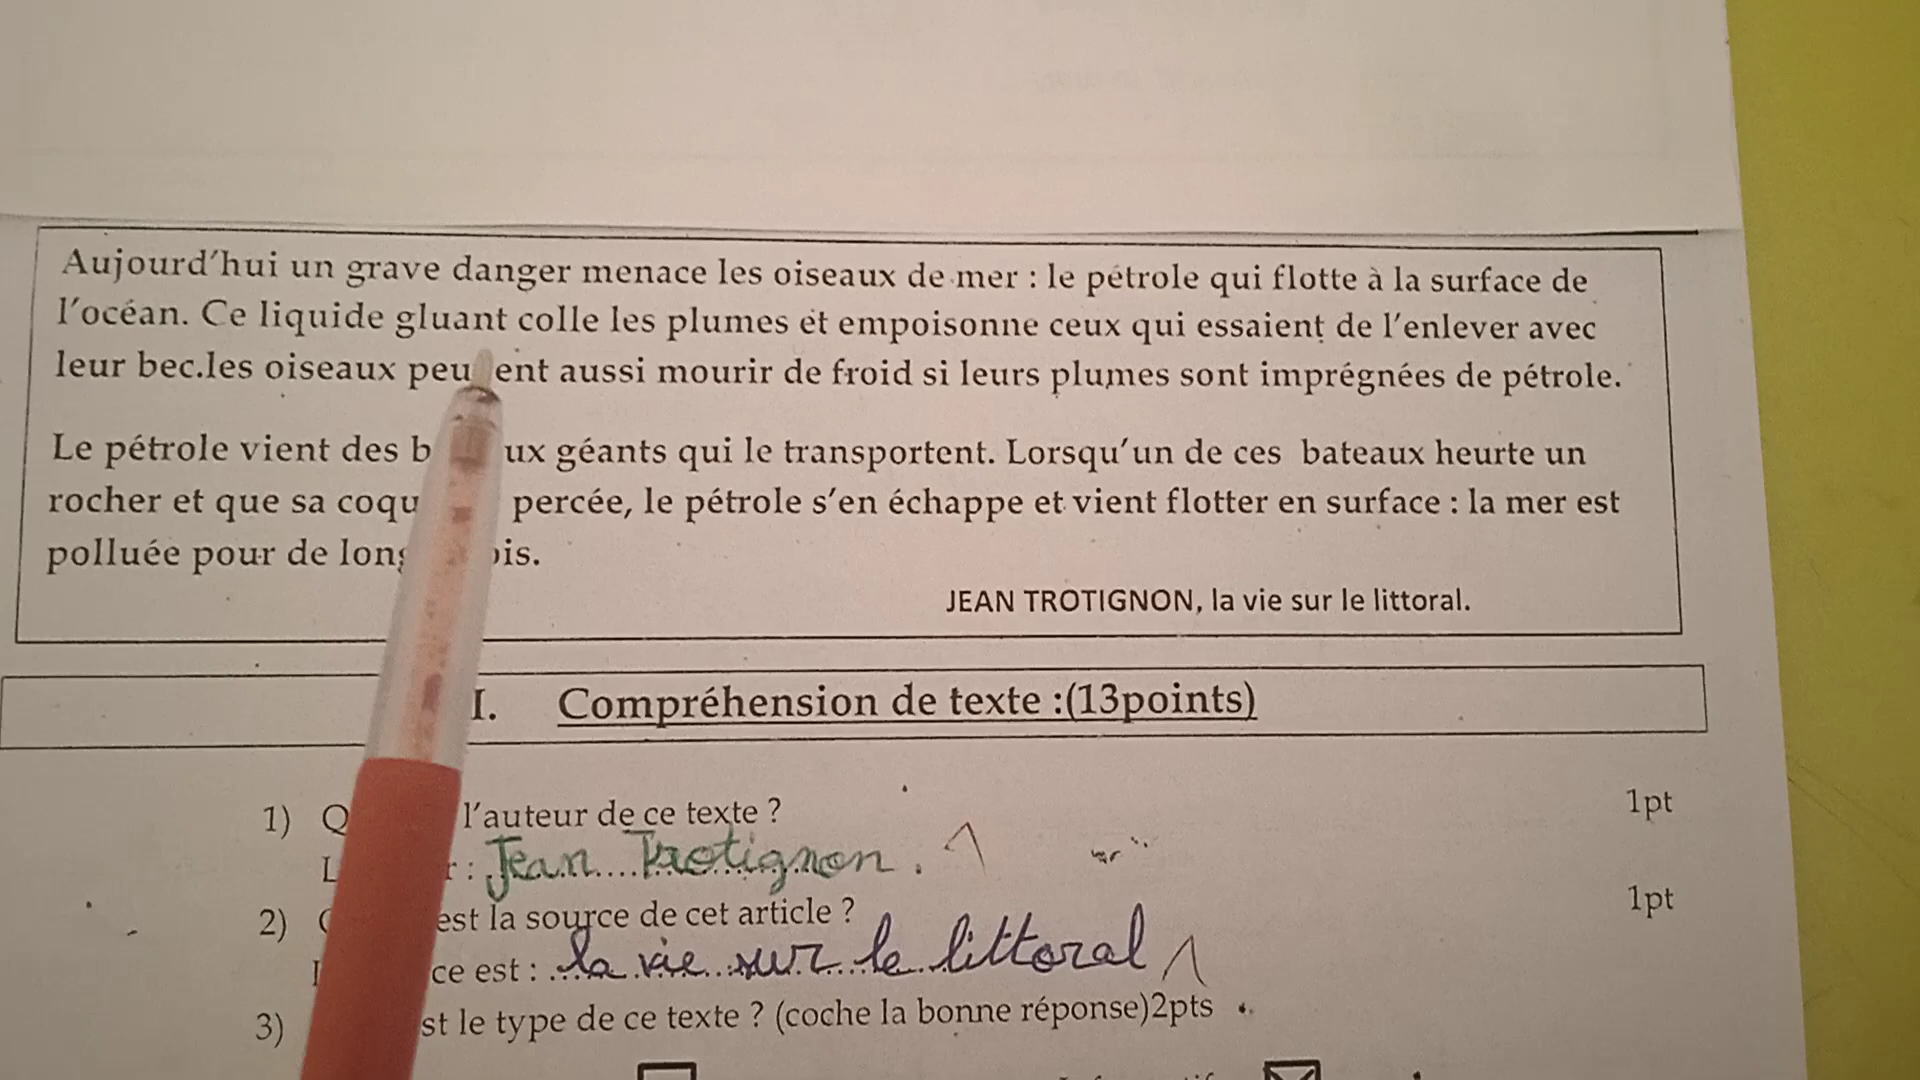 Aujourd'hui un grave danger menace les oiseaux de mer : le pétrole qui flotte à la surface de
l'océan. Ce liquide gluant colle les plumes et empoisonne ceux qui essaient de l'enlever avec
leur bec.les oiseaux peu ent aussi mourir de froid si leurs plumes sont imprégnées de pétrole.
Le pétrole vient des b ux géants qui le transportent. Lorsqu'un de ces bateaux heurte un
rocher et que sa coqu percée, le pétrole s'en échappe et vient flotter en surface : la mer est
polluée pour de long is.
JEAN TROTIGNON, la vie sur le littoral.
I. Compréhension de texte :(13points)
1) Q l'auteur de ce texte ? 1pt
L r : Jean Trotignon. 1
2) est la source de cet article ? 1pt
ce est : la vie sur le littoral 1
3) st le type de ce texte ? (coche la bonne réponse)2pts